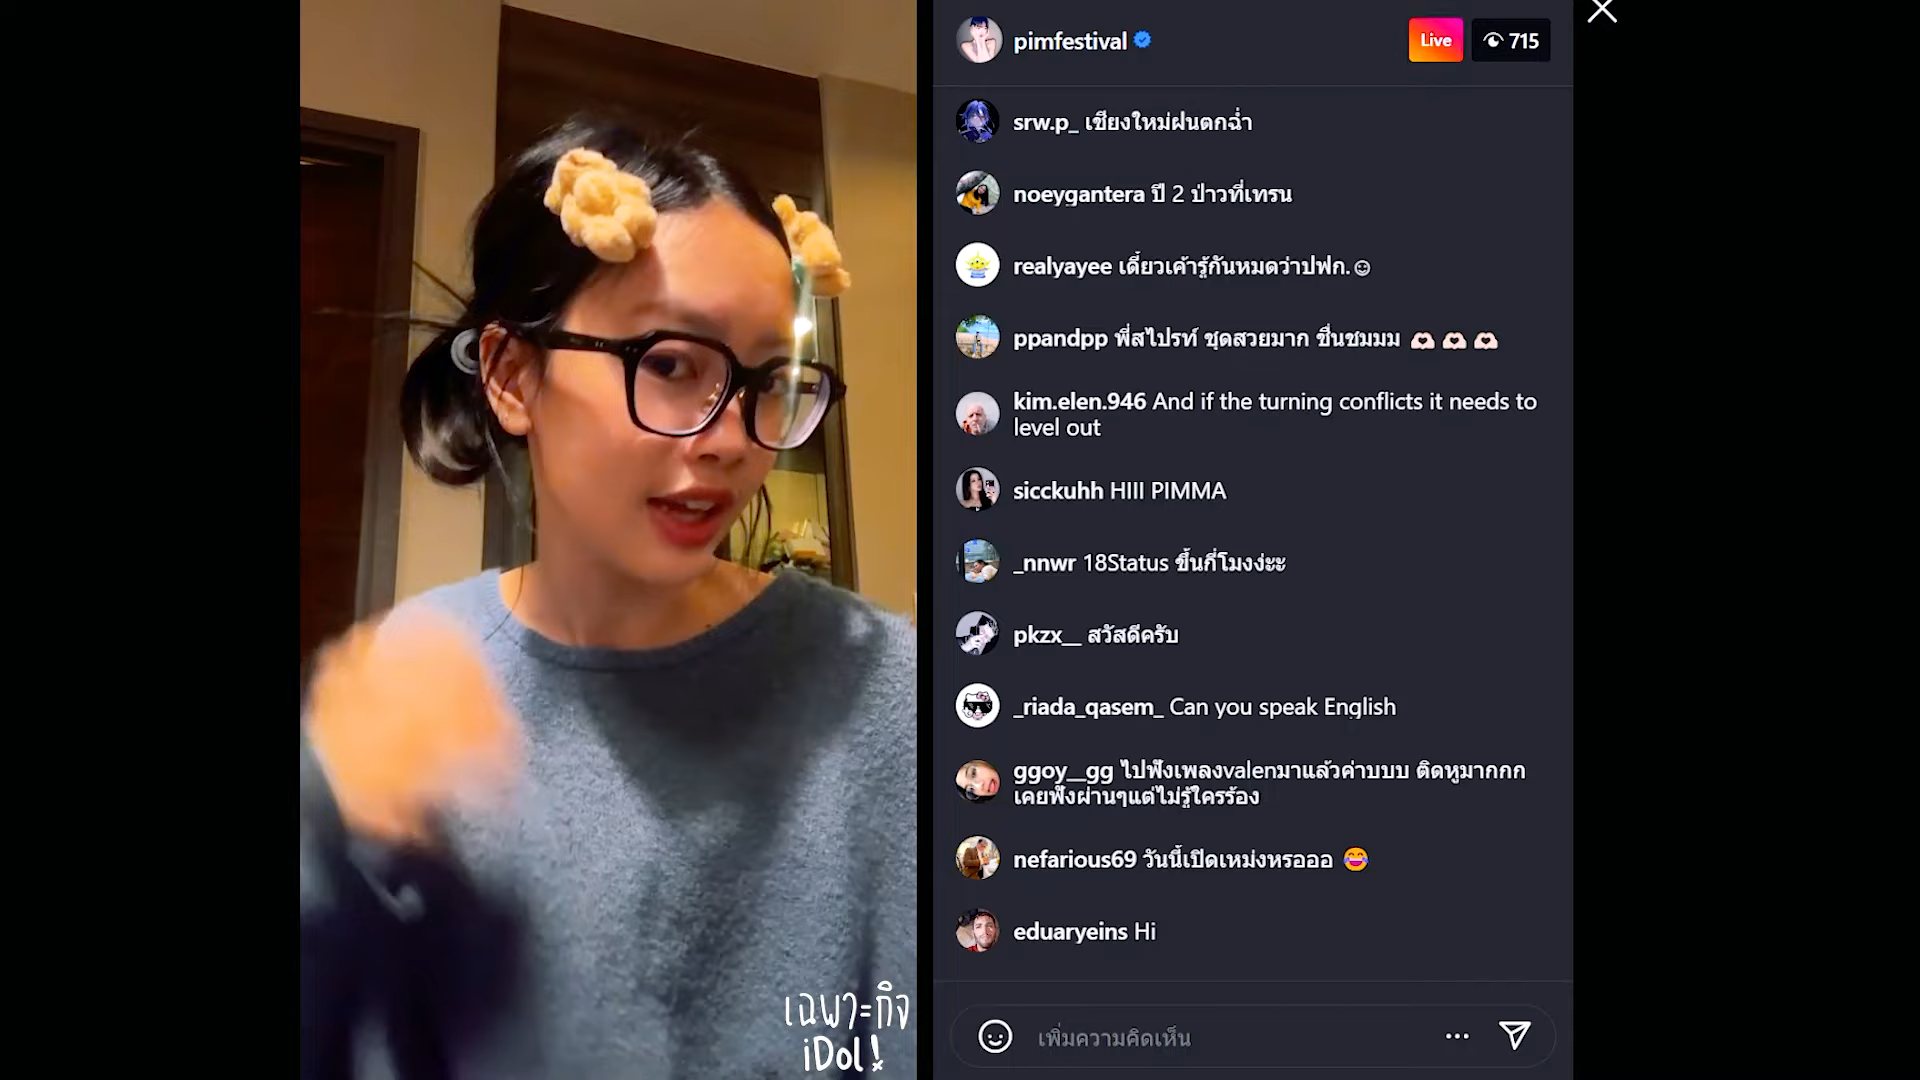 pimfestival
Live
715
srw.p_ เชียงใหม่ฝนตกฉ่ำ
noeygantera ปี 2 ป่าวที่เทรน
realyayee เดี๋ยวเค้ารู้กันหมดว่าปฟก.☺
ppandpp พี่สไปรท์ ชุดสวยมาก ชื่นชมมม 🫶🏻 🫶🏻 🫶🏻
kim.elen.946 And if the turning conflicts it needs to
level out
sicckuhh HIII PIMMA
_nnwr 18Status ขึ้นกี่โมงง่ะะ
pkzx__ สวัสดีครับ
_riada_qasem_ Can you speak English
ggoy__gg ไปฟังเพลงvalenมาแล้วค่าบบบ ติดหูมากกก
เคยฟังผ่านๆแต่ไม่รู้ใครร้อง
nefarious69 วันนี้เปิดเหม่งหรอออ 😂
eduaryeins Hi
เพิ่มความคิดเห็น
เฉพาะกิจ
iDol!